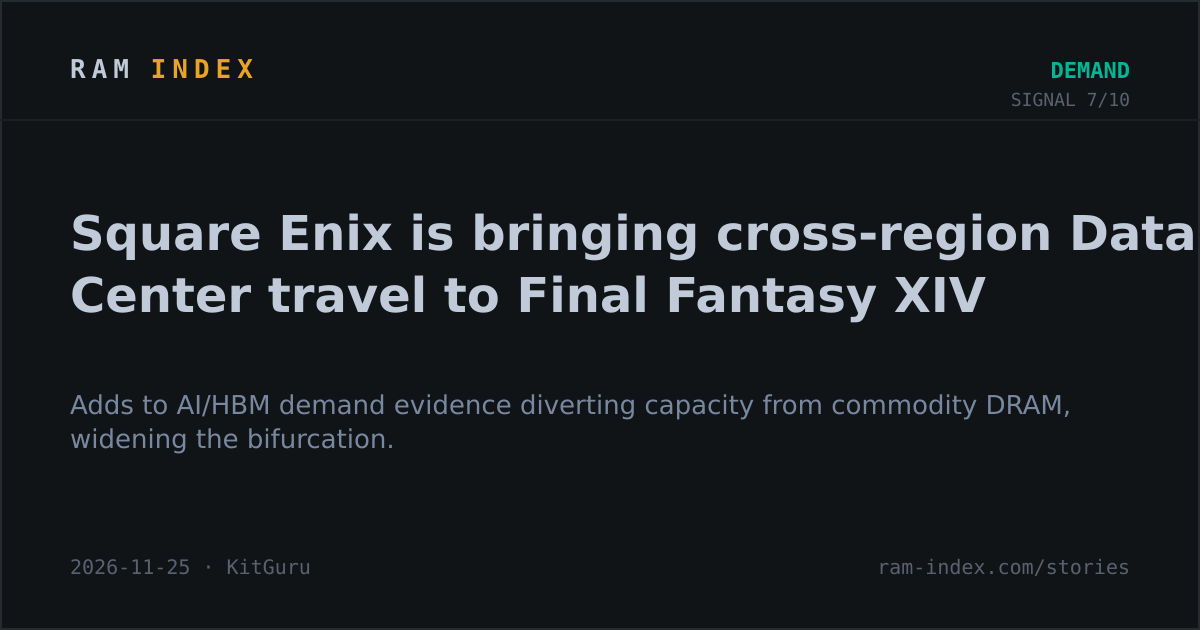 RAM INDEX
DEMAND
SIGNAL 7/10
Square Enix is bringing cross-region Data
Center travel to Final Fantasy XIV
Adds to AI/HBM demand evidence diverting capacity from commodity DRAM,
widening the bifurcation.
2026-11-25 · KitGuru
ram-index.com/stories